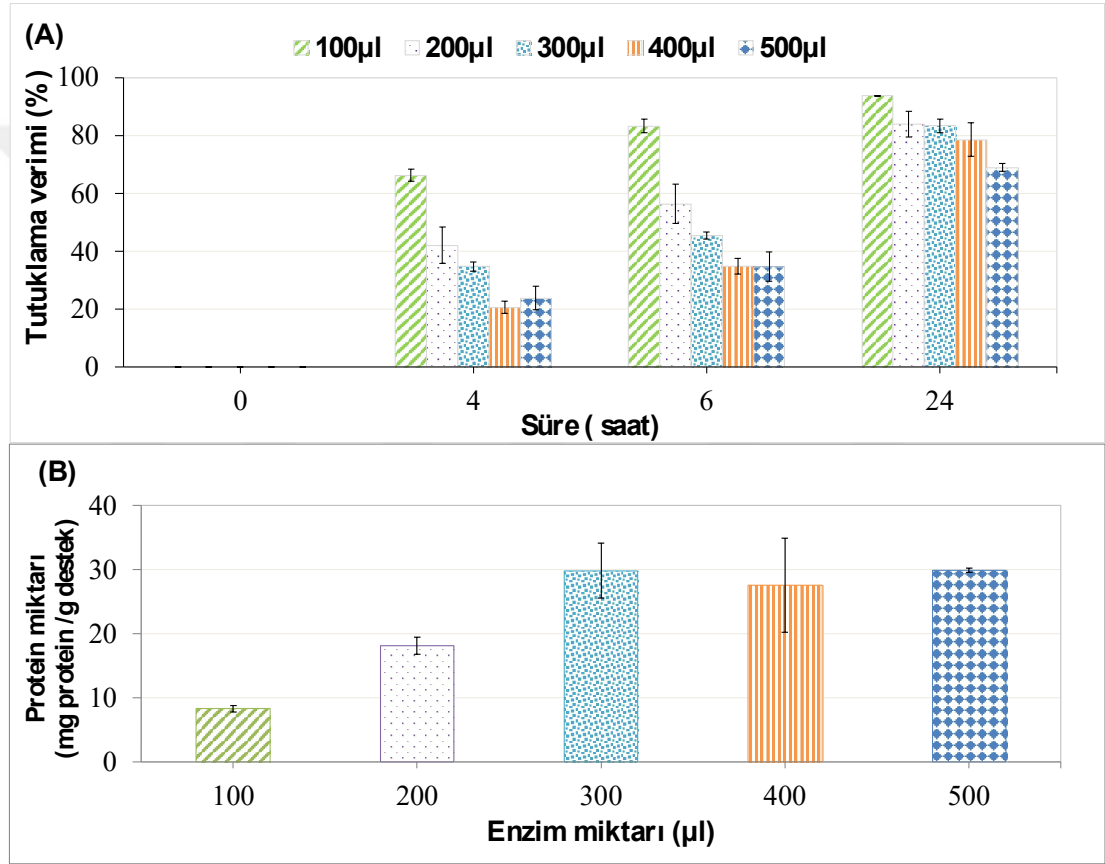 (A)
100µl 200µl 300µl 400µl 500µl
Tutuklama verimi (%)
100
80
60
40
20
0
0 4 6 24
Süre ( saat)
(B)
Protein miktarı
(mg protein /g destek)
40
30
20
10
0
100 200 300 400 500
Enzim miktarı (µl)